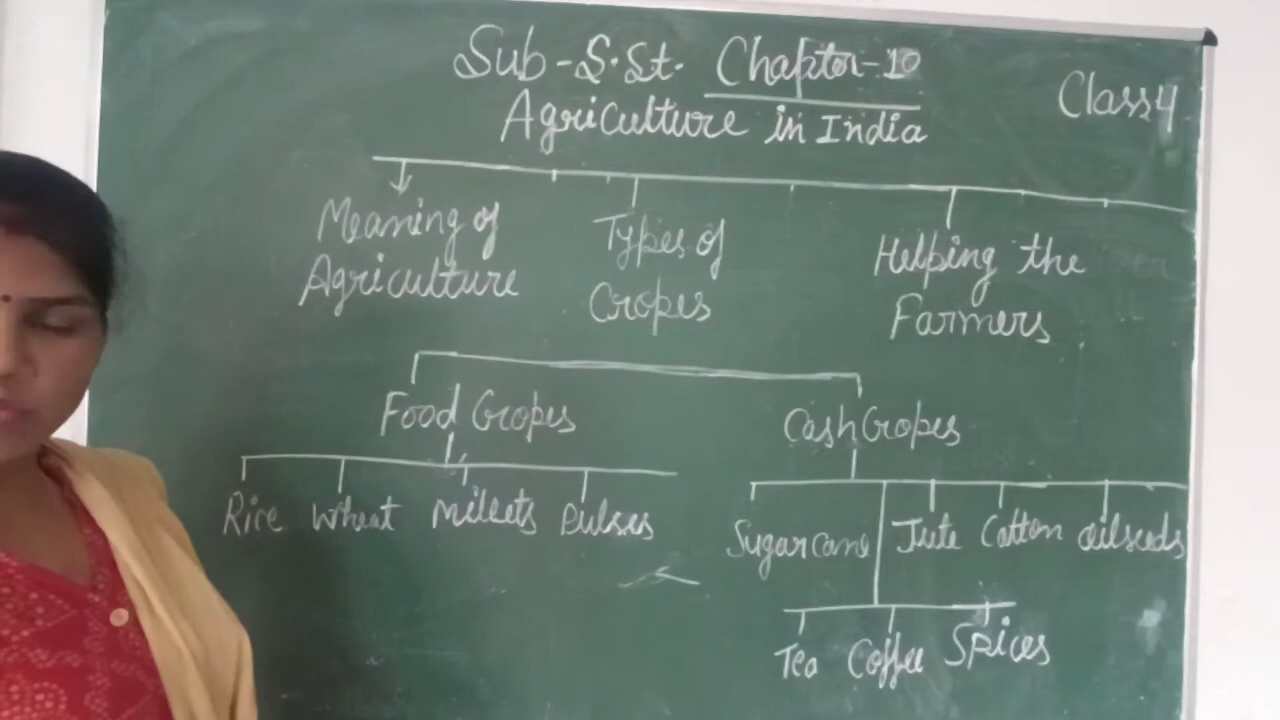 Sub-S.St. Chapter-10
Class 4
Agriculture in India
Meaning of
Agriculture
Types of
Cropes
Helping the
Farmers
Food Cropes
Cash Cropes
Rice Wheat Millets Pulses
Sugarcane Jute Cotton Oilseeds
Tea Coffee Spices